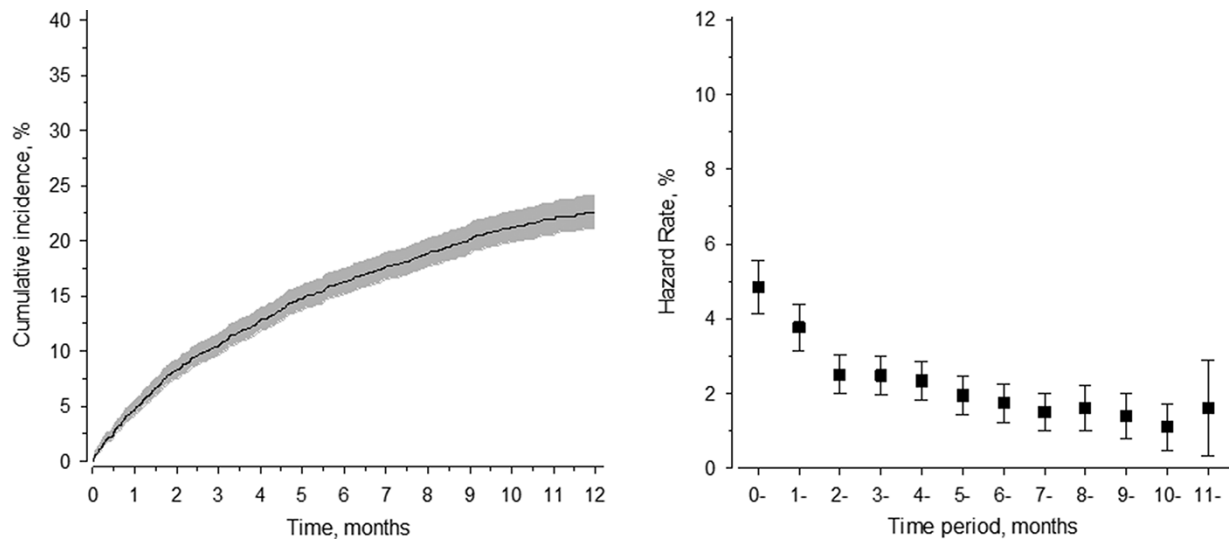 40
35
30
25
20
15
10
5
0
Cumulative incidence, %
0 1 2 3 4 5 6 7 8 9 10 11 12
Time, months
12
10
8
6
4
2
0
Hazard Rate, %
0- 1- 2- 3- 4- 5- 6- 7- 8- 9- 10- 11-
Time period, months